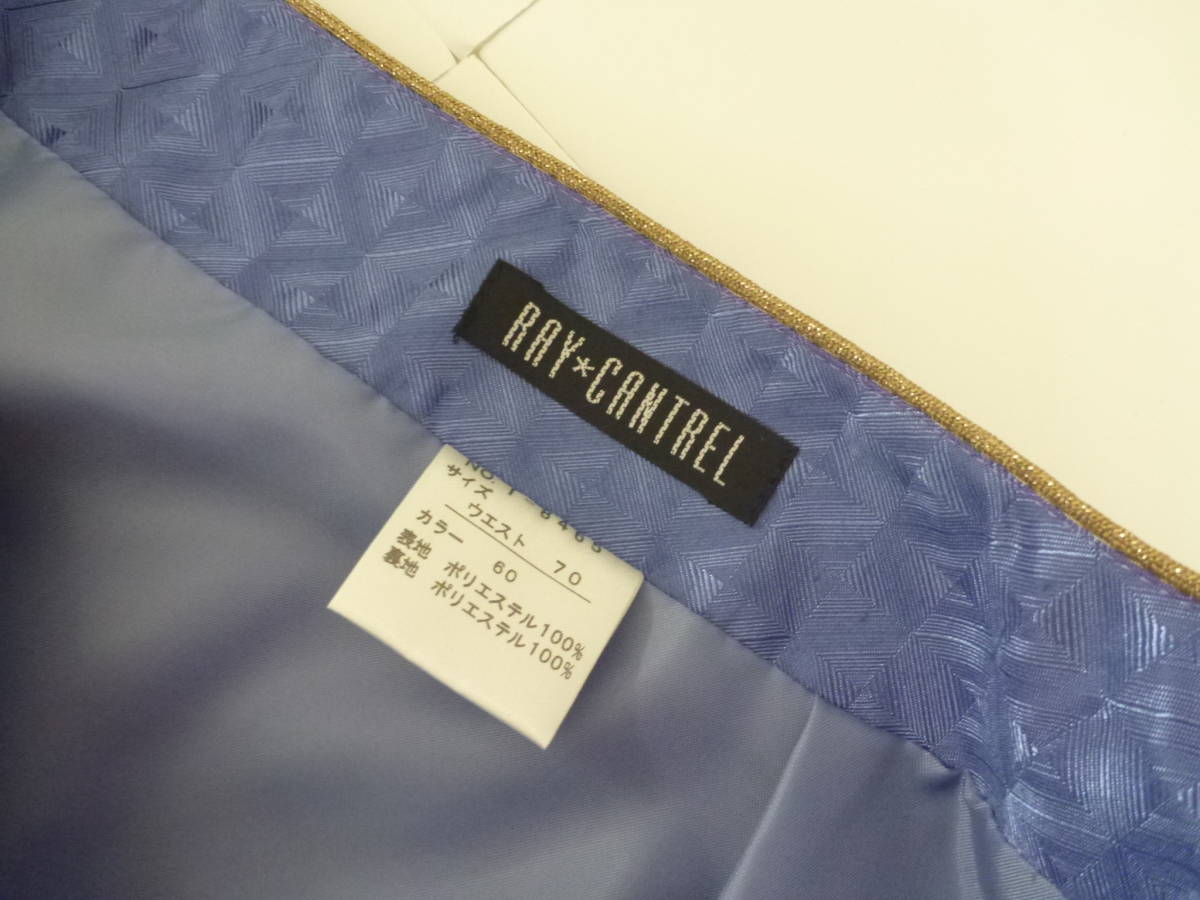 RAY*CANTREL
サイズ
ウエスト 70
カラー 60
表地 ポリエステル100%
裏地 ポリエステル100%